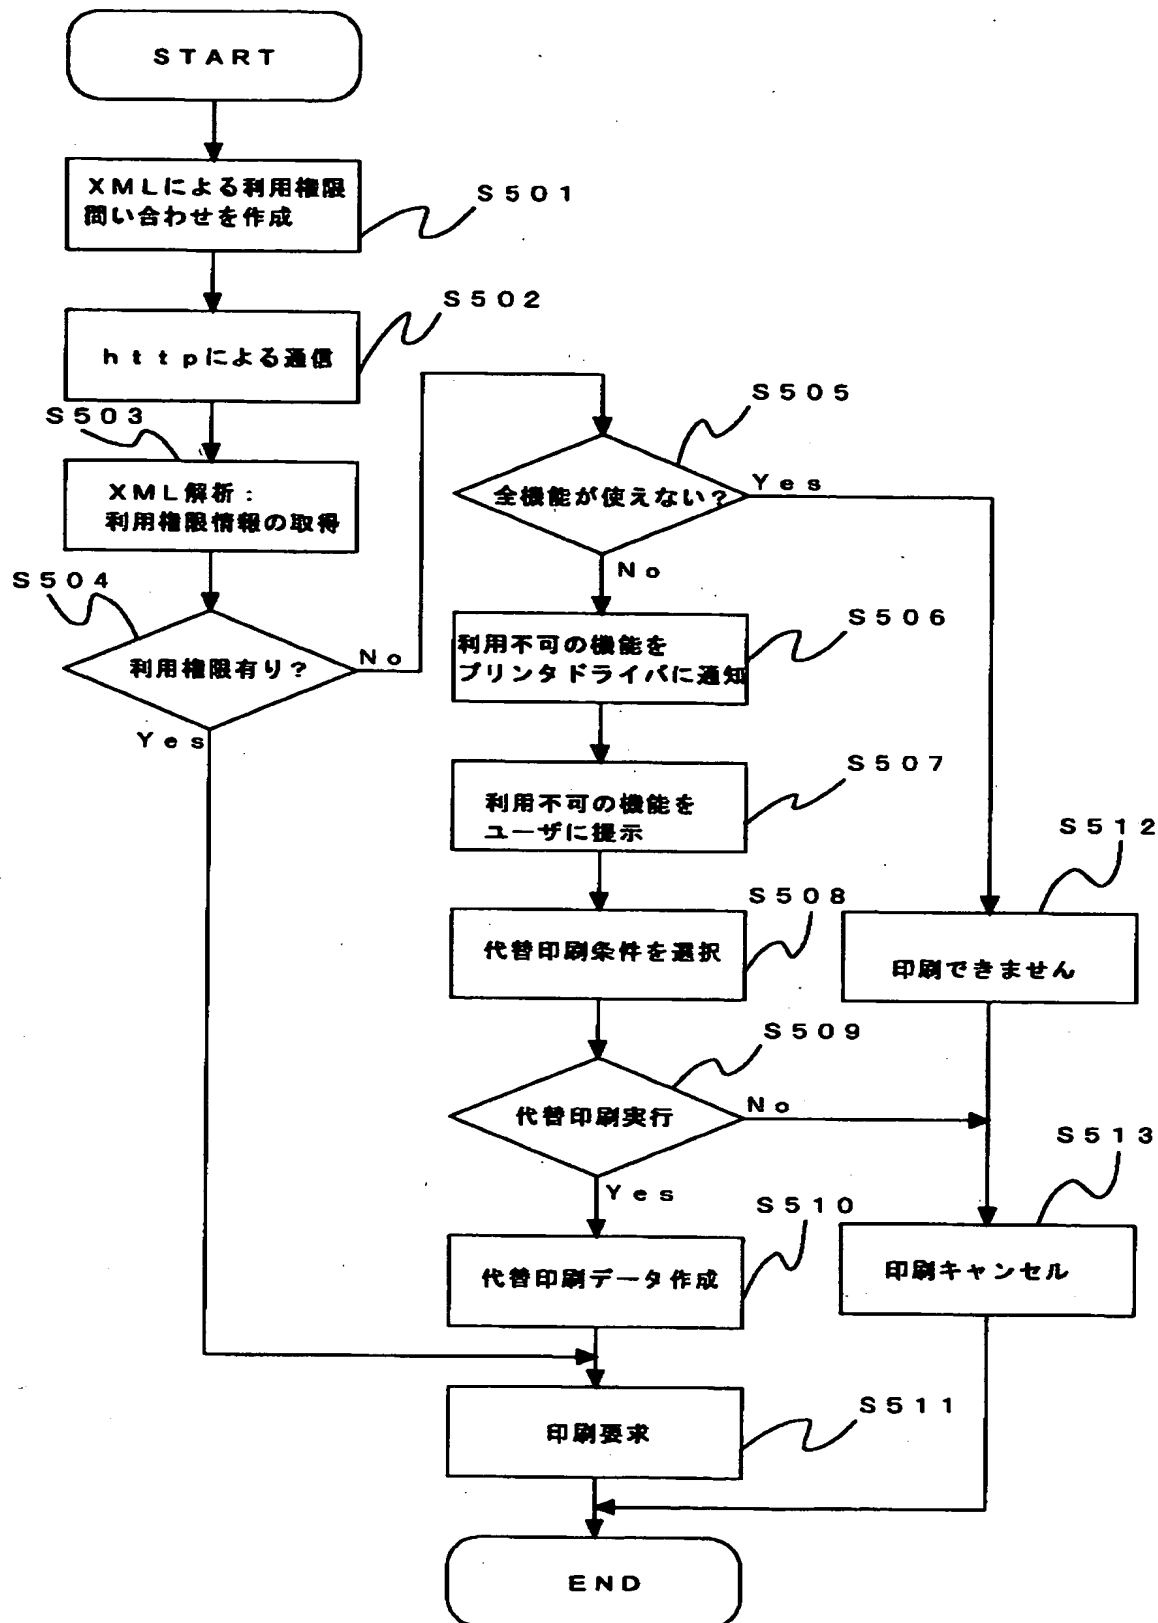 START
XMLによる利用権限
問い合わせを作成
S501
httpによる通信
S502
S503
XML解析:
利用権限情報の取得
S504
利用権限有り?
No
Yes
全機能が使えない?
S505
Yes
No
利用不可の機能を
プリンタドライバに通知
S506
利用不可の機能を
ユーザに提示
S507
代替印刷条件を選択
S508
S512
印刷できません
代替印刷実行
S509
No
Yes
S513
印刷キャンセル
代替印刷データ作成
S510
印刷要求
S511
END